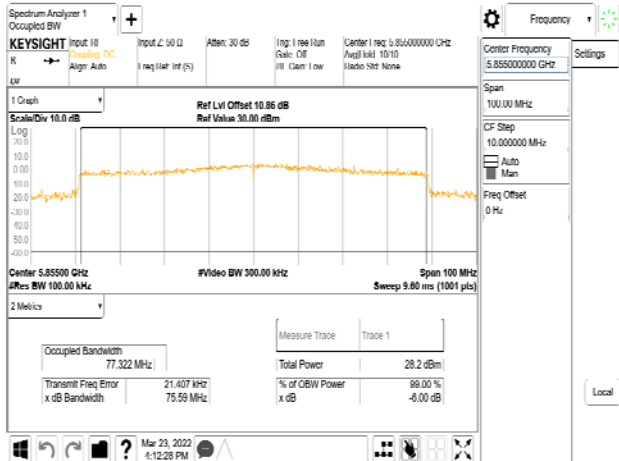 Spectrum Analyzer 1
Occupied BW
KEYSIGHT
Input: RF
Coupling: DC
Align: Auto
Input Z: 50 Ω
Freq Ref: Int (S)
Atten: 30 dB
Trig: Free Run
Gate: Off
#IF Gain: Low
Center Freq: 5.855000000 GHz
Avg|Hold: 10/10
Radio Std: None
R
1 Graph
Scale/Div 10.0 dB
Ref Lvl Offset 10.86 dB
Ref Value 30.00 dBm
Log
20.0
10.0
0.00
-10.0
-20.0
-30.0
-40.0
-50.0
-60.0
Center 5.85500 GHz
#Res BW 100.00 kHz
#Video BW 300.00 kHz
Span 100 MHz
Sweep 9.60 ms (1001 pts)
2 Metrics
Measure Trace
Trace 1
Occupied Bandwidth
77.322 MHz
Total Power
28.2 dBm
Transmit Freq Error
21.407 kHz
% of OBW Power
99.00 %
x dB Bandwidth
75.59 MHz
x dB
-6.00 dB
Mar 23, 2022
4:12:28 PM
Frequency
Settings
Center Frequency
5.855000000 GHz
Span
100.00 MHz
CF Step
10.000000 MHz
Auto
Man
Freq Offset
0 Hz
Local